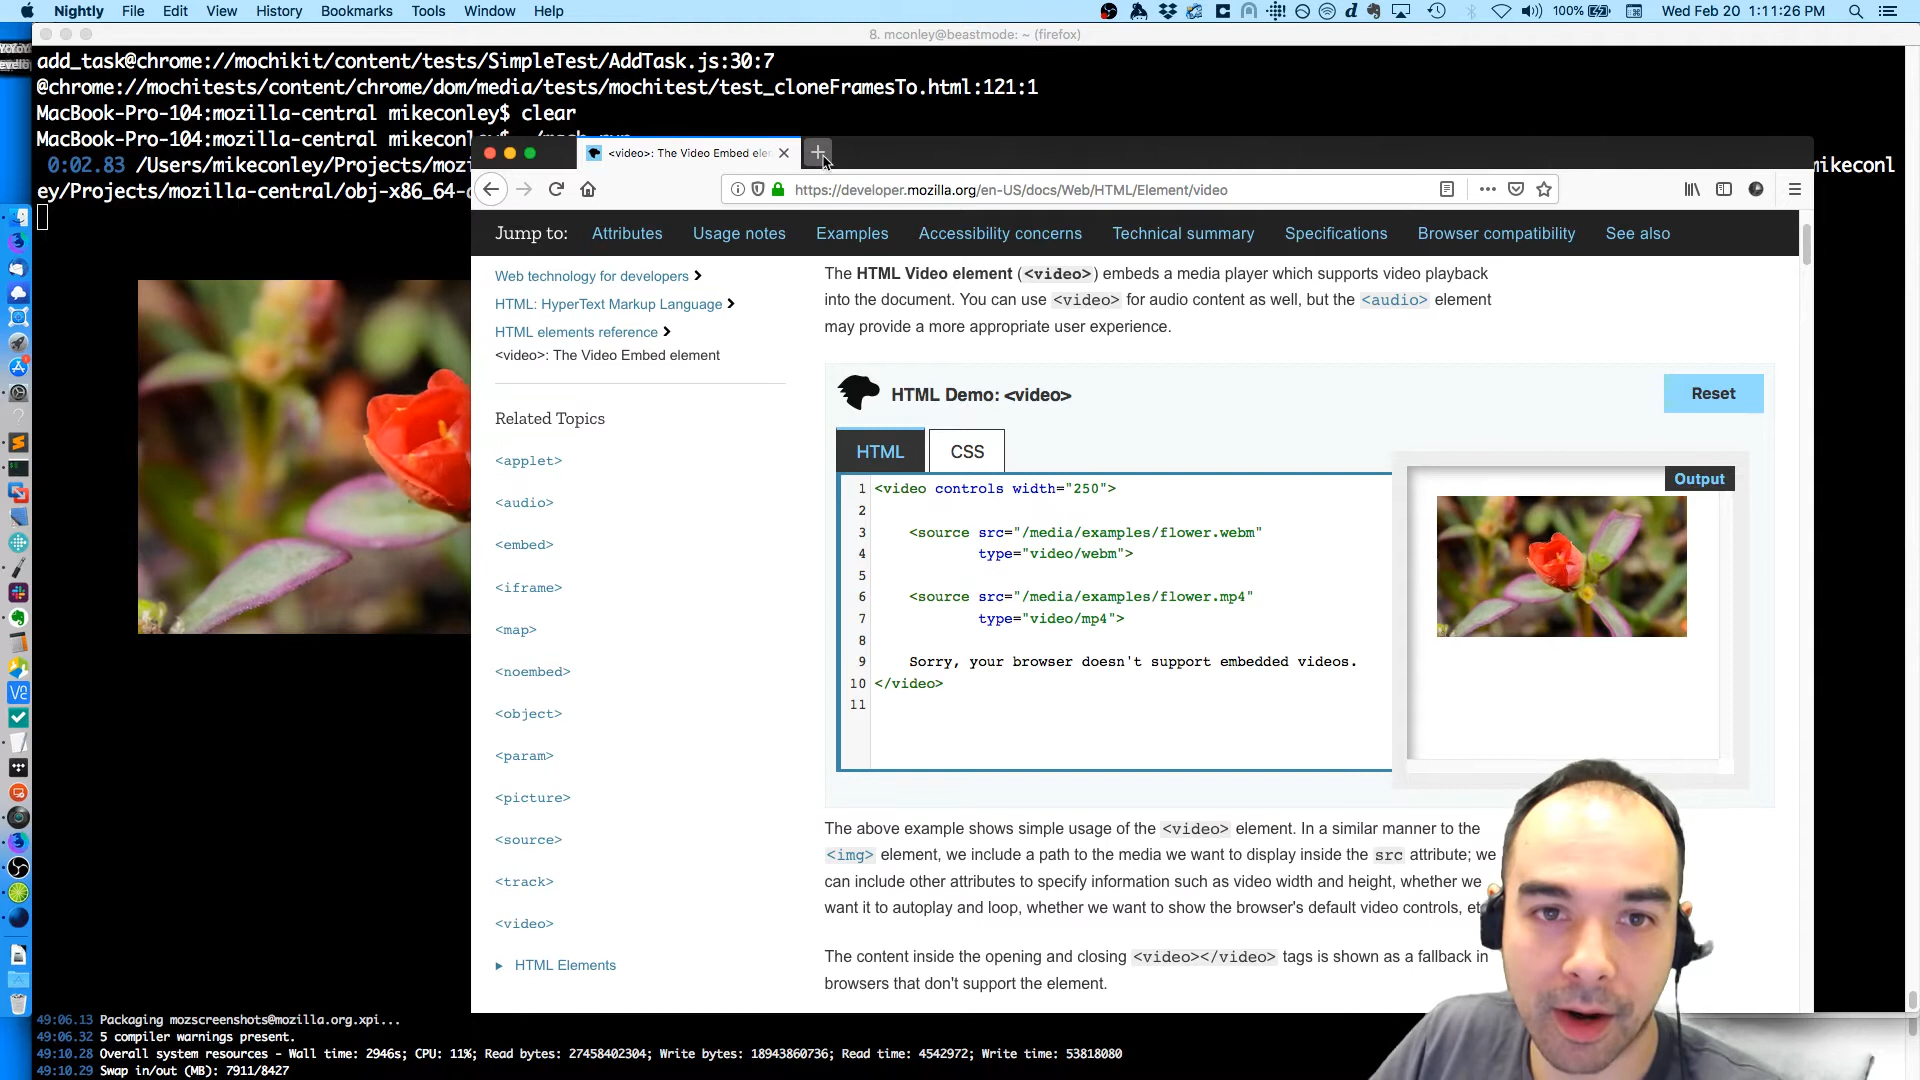 Nightly File Edit View History Bookmarks Tools Window Help
100% Wed Feb 20 1:11:26 PM
8. mconley@beastmode: ~ (firefox)
add_task@chrome://mochikit/content/tests/SimpleTest/AddTask.js:30:7
@chrome://mochitests/content/chrome/dom/media/tests/mochitest/test_cloneFramesTo.html:121:1
MacBook-Pro-104:mozilla-central mikeconley$ clear
MacBook-Pro-104:mozilla-central mikeconley$ ./mach run
0:02.83 /Users/mikeconley/Projects/moz
mikeconl
ey/Projects/mozilla-central/obj-x86_64-
<video>: The Video Embed ele
https://developer.mozilla.org/en-US/docs/Web/HTML/Element/video
Jump to: Attributes Usage notes Examples Accessibility concerns Technical summary Specifications Browser compatibility See also
Web technology for developers
HTML: HyperText Markup Language
HTML elements reference
<video>: The Video Embed element
Related Topics
<applet>
<audio>
<embed>
<iframe>
<map>
<noembed>
<object>
<param>
<picture>
<source>
<track>
<video>
HTML Elements
The HTML Video element (<video>) embeds a media player which supports video playback
into the document. You can use <video> for audio content as well, but the <audio> element
may provide a more appropriate user experience.
HTML Demo: <video>
Reset
HTML CSS
Output
1 <video controls width="250">
2
3 <source src="/media/examples/flower.webm"
4 type="video/webm">
5
6 <source src="/media/examples/flower.mp4"
7 type="video/mp4">
8
9 Sorry, your browser doesn't support embedded videos.
10 </video>
11
The above example shows simple usage of the <video> element. In a similar manner to the
<img> element, we include a path to the media we want to display inside the src attribute; we
can include other attributes to specify information such as video width and height, whether we
want it to autoplay and loop, whether we want to show the browser's default video controls, etc
The content inside the opening and closing <video></video> tags is shown as a fallback in
browsers that don't support the element.
49:06.13 Packaging mozscreenshots@mozilla.org.xpi...
49:06.32 5 compiler warnings present.
49:10.28 Overall system resources - Wall time: 2946s; CPU: 11%; Read bytes: 27458402304; Write bytes: 18943860736; Read time: 4542972; Write time: 53818080
49:10.29 Swap in/out (MB): 7911/8427